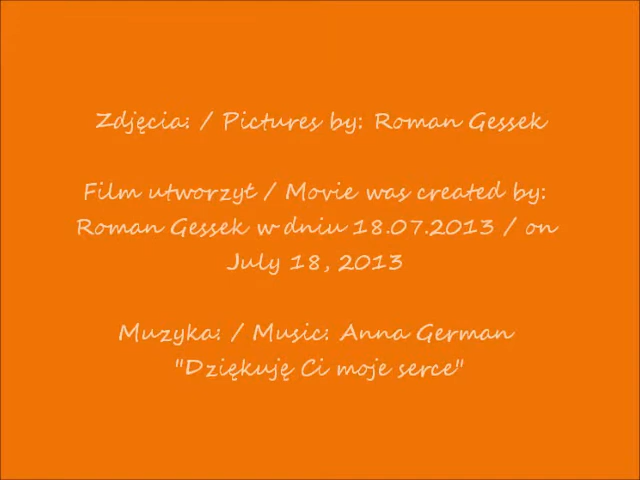 Zdjęcia: / Pictures by: Roman Gessek
Film utworzył / Movie was created by:
Roman Gessek w dniu 18.07.2013 / on
July 18, 2013
Muzyka: / Music: Anna German
"Dziękuję Ci moje serce"